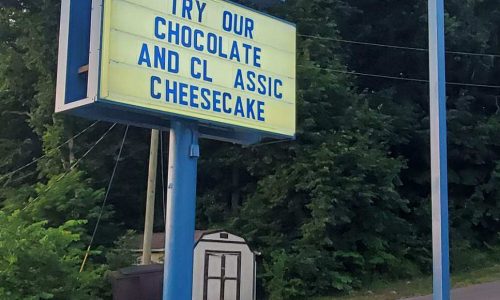 TRY OUR
CHOCOLATE
AND CL ASSIC
CHEESECAKE